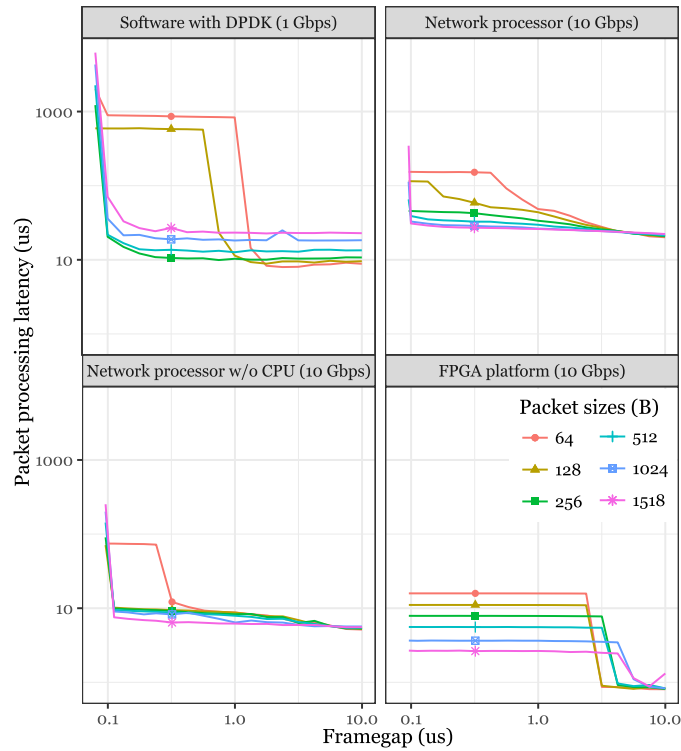 Software with DPDK (1 Gbps)
Network processor (10 Gbps)
1000
10
Network processor w/o CPU (10 Gbps)
FPGA platform (10 Gbps)
1000
10
Packet sizes (B)
64
512
128
1024
256
1518
0.1
1.0
10.0
0.1
1.0
10.0
Framegap (us)
Packet processing latency (us)